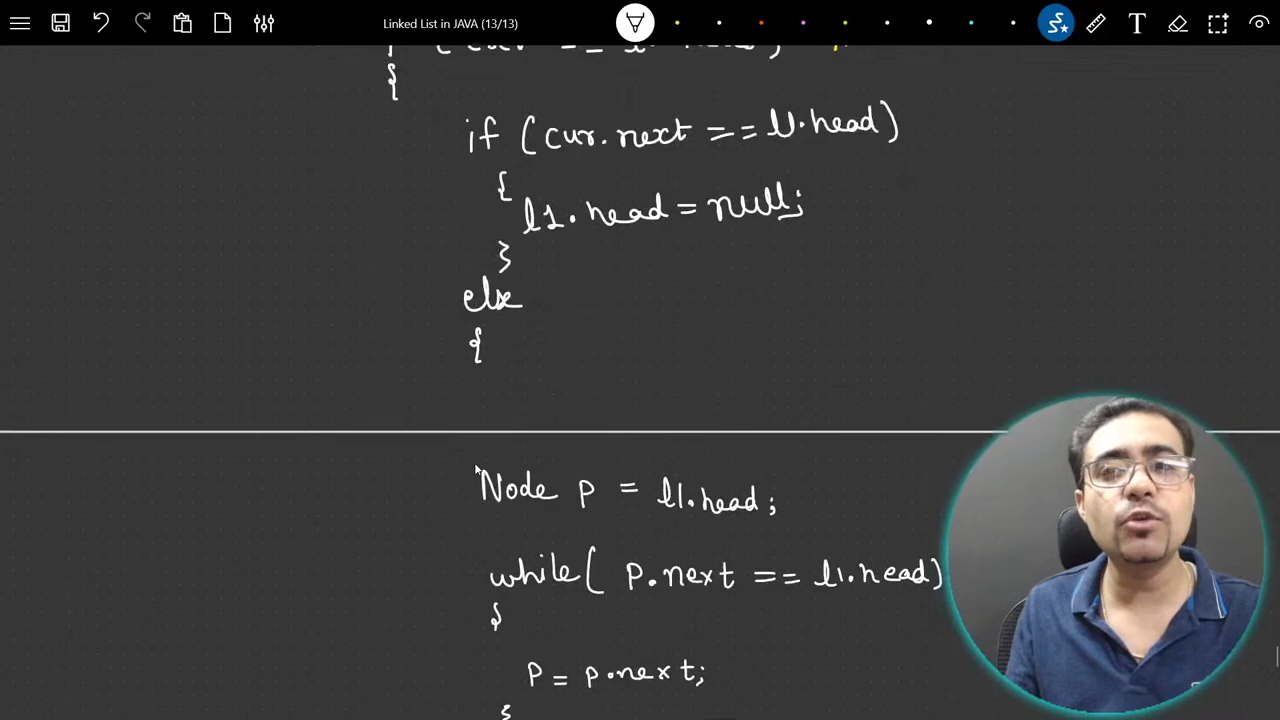 Linked List in JAVA (13/13)
{
if (cur.next == l1.head)
{
l1.head = null;
}
else
{
Node p = l1.head;
while( p.next == l1.head)
{
p = p.next;
}